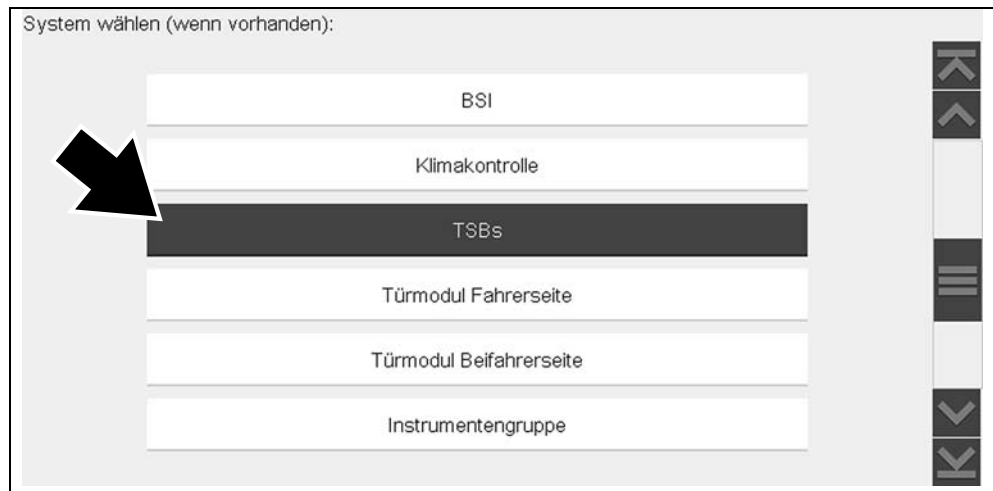 System wählen (wenn vorhanden):
BSI
Klimakontrolle
TSBs
Türmodul Fahrerseite
Türmodul Beifahrerseite
Instrumentengruppe